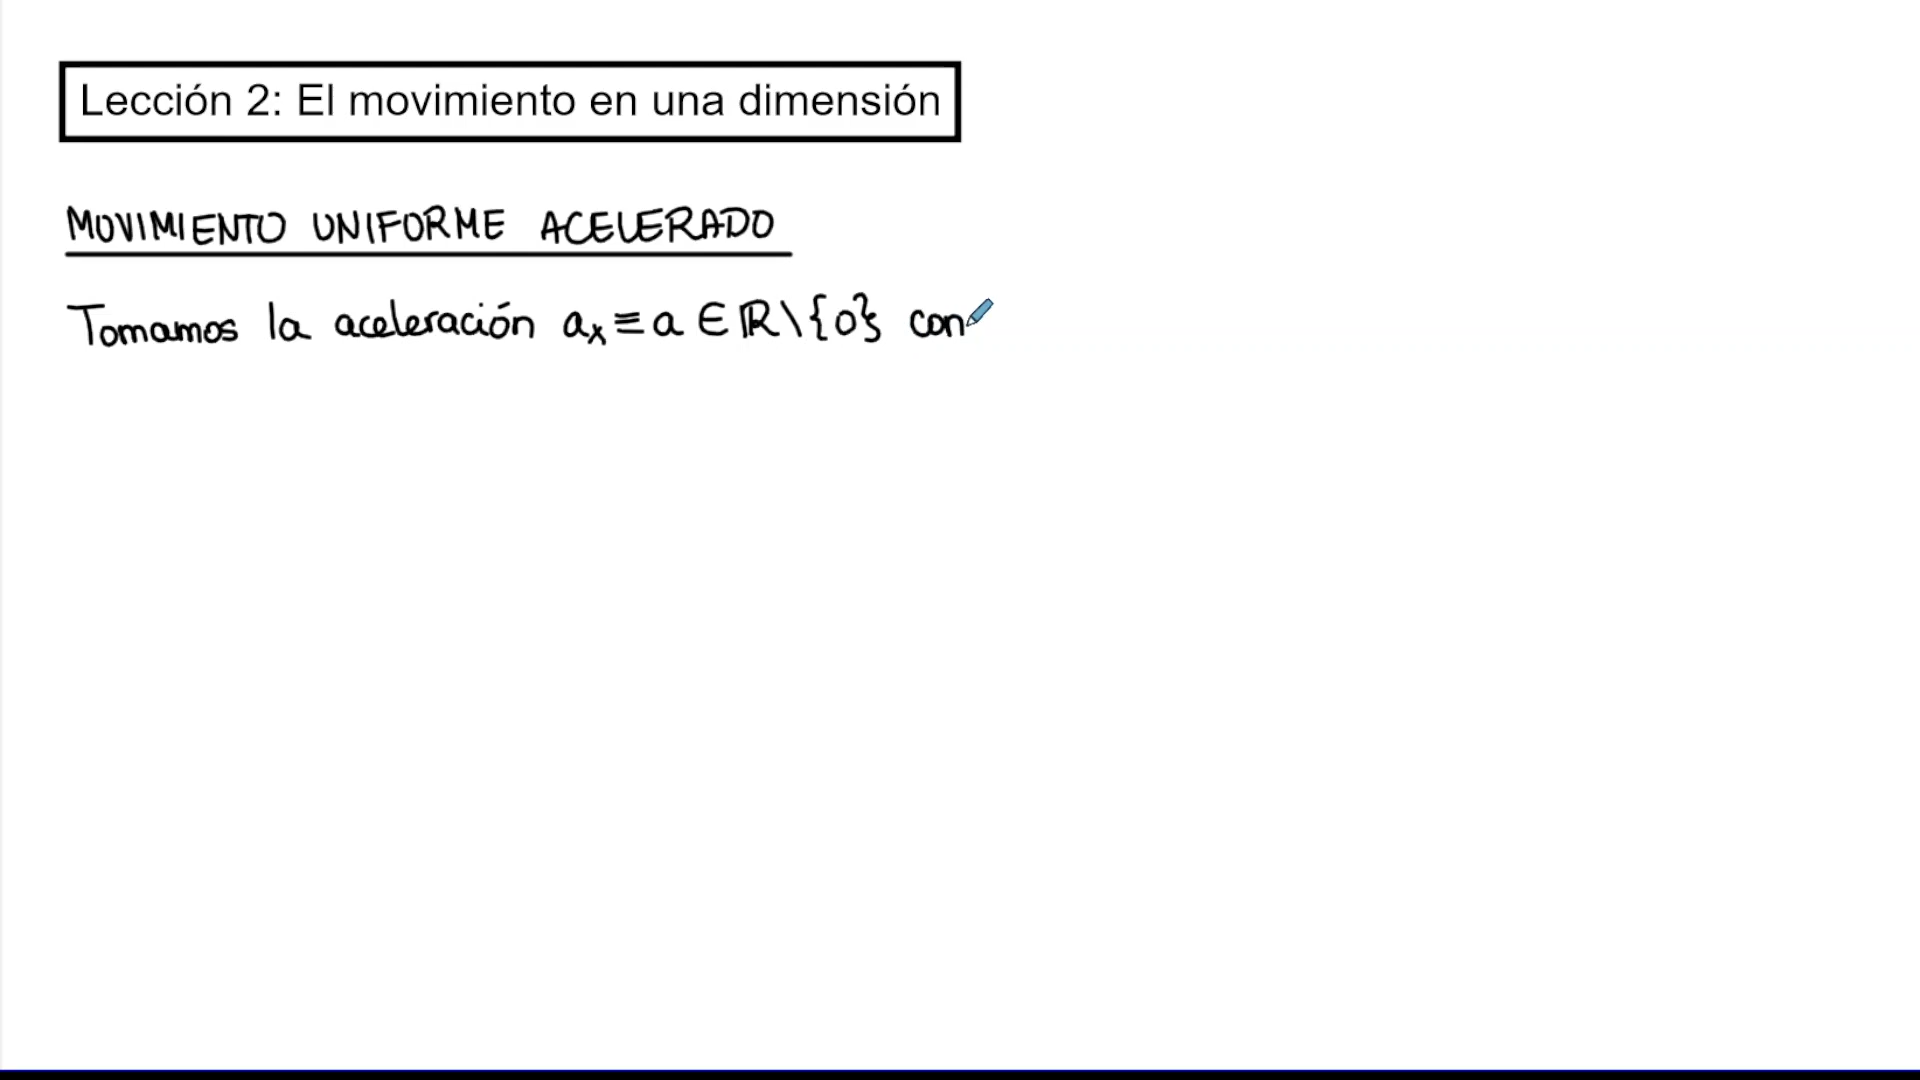 Lección 2: El movimiento en una dimensión
MOVIMIENTO UNIFORME ACELERADO
Tomamos la aceleración aₓ ≡ a ∈ ℝ \ {0} con